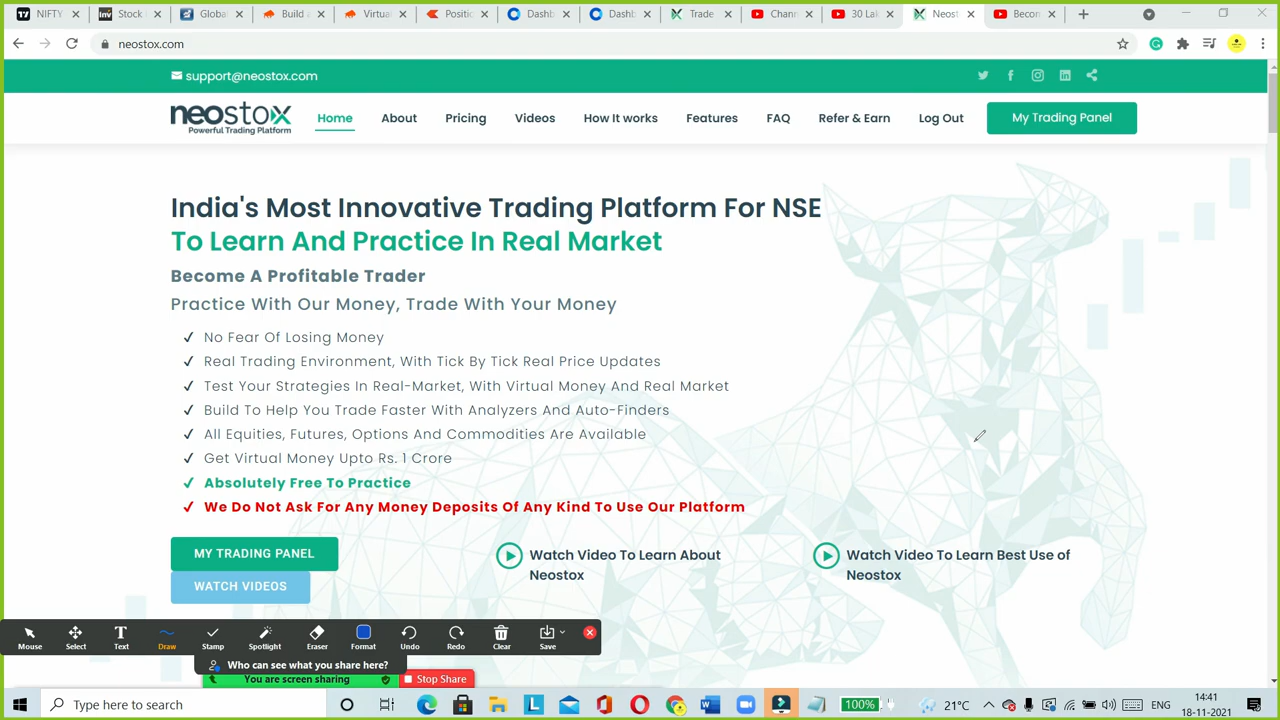 NIFTY
Stock
Global
Build
Virtua
Positio
Dashb
Dashb
Trade
Chann
30 Lak
Neost
Becon
neostox.com
support@neostox.com
neostox
Powerful Trading Platform
Home
About
Pricing
Videos
How It works
Features
FAQ
Refer & Earn
Log Out
My Trading Panel
India's Most Innovative Trading Platform For NSE
To Learn And Practice In Real Market
Become A Profitable Trader
Practice With Our Money, Trade With Your Money
No Fear Of Losing Money
Real Trading Environment, With Tick By Tick Real Price Updates
Test Your Strategies In Real-Market, With Virtual Money And Real Market
Build To Help You Trade Faster With Analyzers And Auto-Finders
All Equities, Futures, Options And Commodities Are Available
Get Virtual Money Upto Rs. 1 Crore
Absolutely Free To Practice
We Do Not Ask For Any Money Deposits Of Any Kind To Use Our Platform
MY TRADING PANEL
WATCH VIDEOS
Watch Video To Learn About
Neostox
Watch Video To Learn Best Use of
Neostox
Mouse
Select
Text
Draw
Stamp
Spotlight
Eraser
Format
Undo
Redo
Clear
Save
Who can see what you share here?
You are screen sharing
Stop Share
Type here to search
100%
21°C
ENG
14:41
18-11-2021